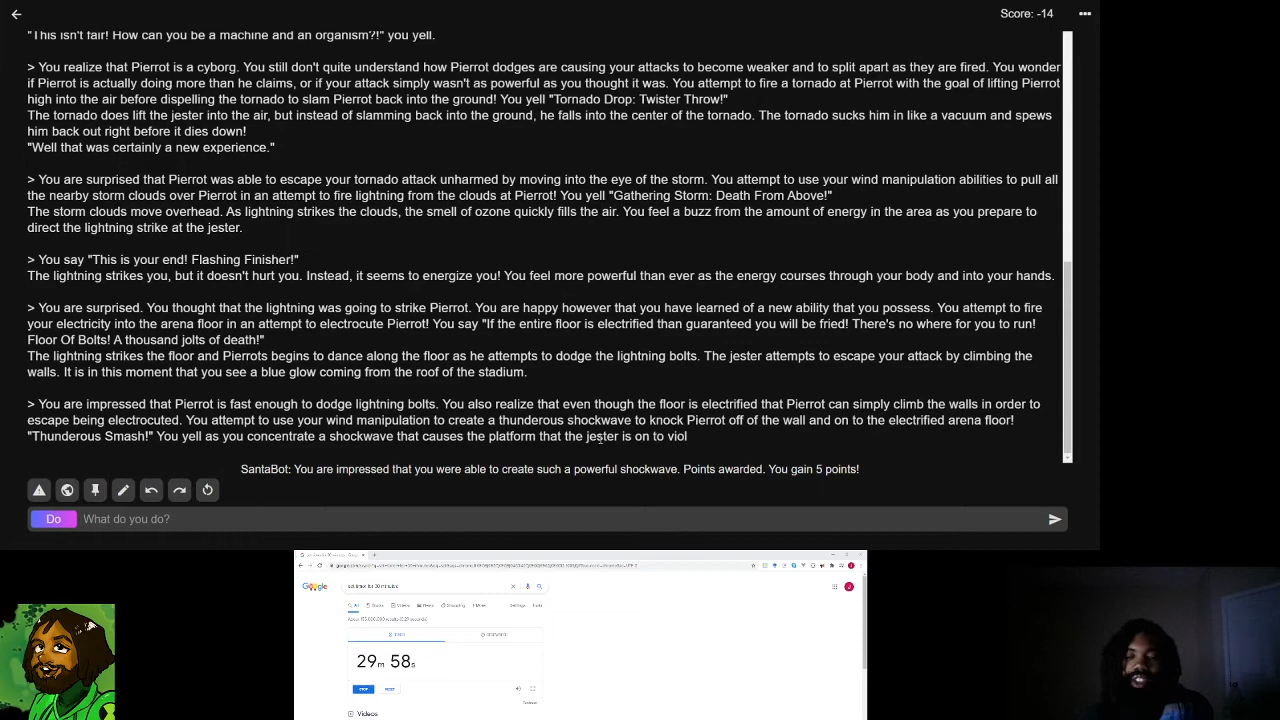 Score: -14
"This isn't fair! How can you be a machine and an organism?!" you yell.
> You realize that Pierrot is a cyborg. You still don't quite understand how Pierrot dodges are causing your attacks to become weaker and to split apart as they are fired. You wonder
if Pierrot is actually doing more than he claims, or if your attack simply wasn't as powerful as you thought it was. You attempt to fire a tornado at Pierrot with the goal of lifting Pierrot
high into the air before dispelling the tornado to slam Pierrot back into the ground! You yell "Tornado Drop: Twister Throw!"
The tornado does lift the jester into the air, but instead of slamming back into the ground, he falls into the center of the tornado. The tornado sucks him in like a vacuum and spews
him back out right before it dies down!
"Well that was certainly a new experience."
> You are surprised that Pierrot was able to escape your tornado attack unharmed by moving into the eye of the storm. You attempt to use your wind manipulation abilities to pull all
the nearby storm clouds over Pierrot in an attempt to fire lightning from the clouds at Pierrot! You yell "Gathering Storm: Death From Above!"
The storm clouds move overhead. As lightning strikes the clouds, the smell of ozone quickly fills the air. You feel a buzz from the amount of energy in the area as you prepare to
direct the lightning strike at the jester.
> You say "This is your end! Flashing Finisher!"
The lightning strikes you, but it doesn't hurt you. Instead, it seems to energize you! You feel more powerful than ever as the energy courses through your body and into your hands.
> You are surprised. You thought that the lightning was going to strike Pierrot. You are happy however that you have learned of a new ability that you possess. You attempt to fire
your electricity into the arena floor in an attempt to electrocute Pierrot! You say "If the entire floor is electrified than guaranteed you will be fried! There's no where for you to run!
Floor Of Bolts! A thousand jolts of death!"
The lightning strikes the floor and Pierrots begins to dance along the floor as he attempts to dodge the lightning bolts. The jester attempts to escape your attack by climbing the
walls. It is in this moment that you see a blue glow coming from the roof of the stadium.
> You are impressed that Pierrot is fast enough to dodge lightning bolts. You also realize that even though the floor is electrified that Pierrot can simply climb the walls in order to
escape being electrocuted. You attempt to use your wind manipulation to create a thunderous shockwave to knock Pierrot off of the wall and on to the electrified arena floor!
"Thunderous Smash!" You yell as you concentrate a shockwave that causes the platform that the jester is on to viol
SantaBot: You are impressed that you were able to create such a powerful shockwave. Points awarded. You gain 5 points!
Do What do you do?
Google
set timer for 30 minutes
All Books Videos News Shopping More Settings Tools
29m 58s
STOP RESET
Feedback
Videos